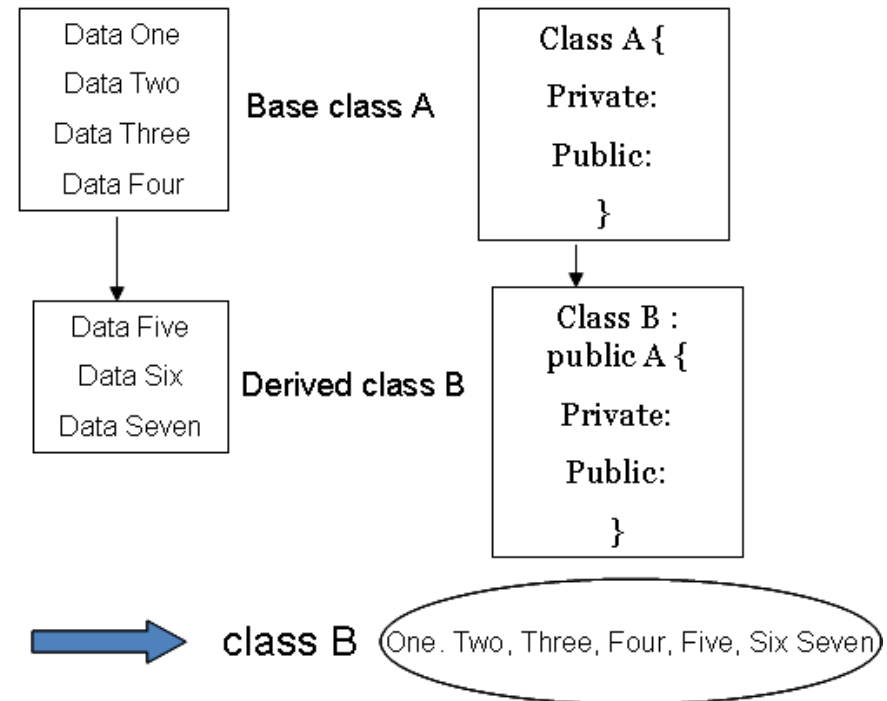 Data One
Data Two
Data Three
Data Four
Base class A
Class A {
Private:
Public:
}
Data Five
Data Six
Data Seven
Derived class B
Class B :
public A {
Private:
Public:
}
class B
One. Two, Three, Four, Five, Six Seven